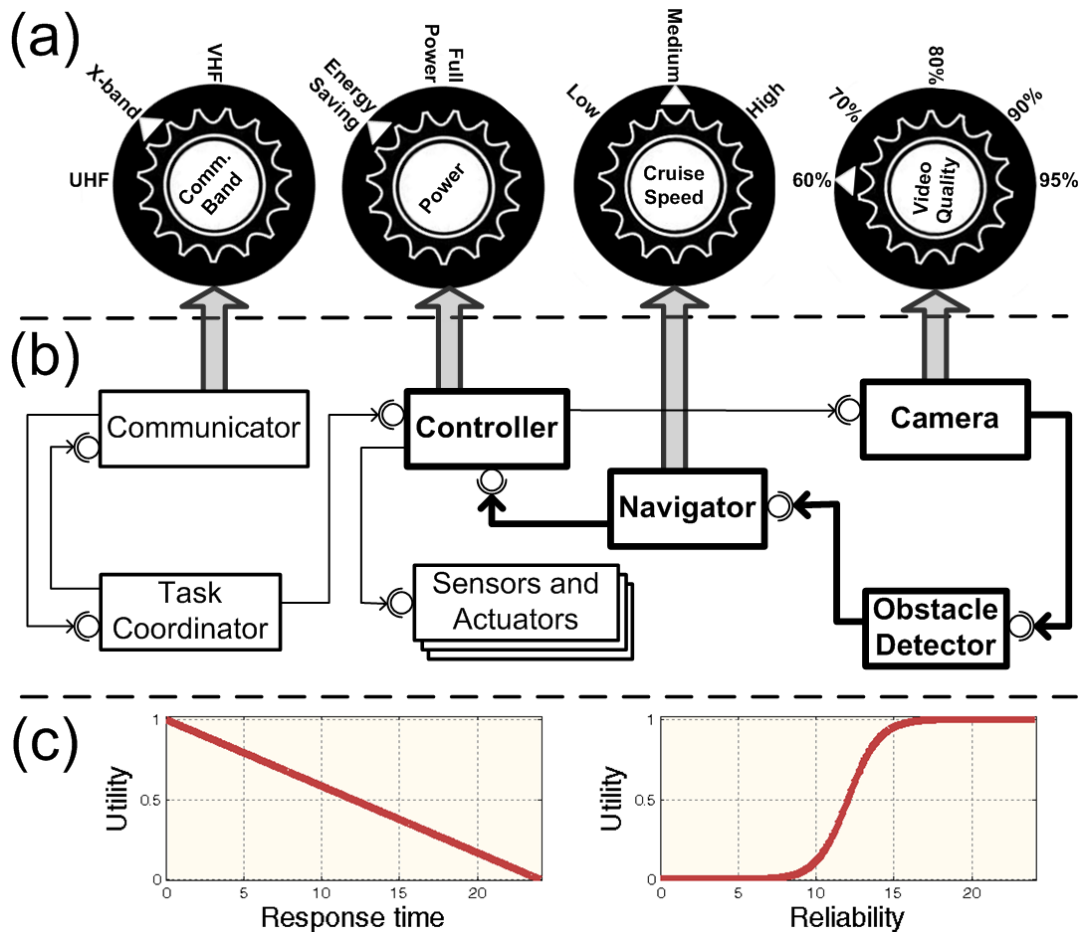 (a)
UHF
X-band
VHF
Comm.
Band
Energy
Saving
Full
Power
Power
Low
Medium
High
Cruise
Speed
60%
70%
80%
90%
95%
Video
Quality
(b)
Communicator
Controller
Camera
Navigator
Task
Coordinator
Sensors and
Actuators
Obstacle
Detector
(c)
Utility
1
0.5
0
0
5
10
15
20
Response time
Utility
1
0.5
0
0
5
10
15
20
Reliability